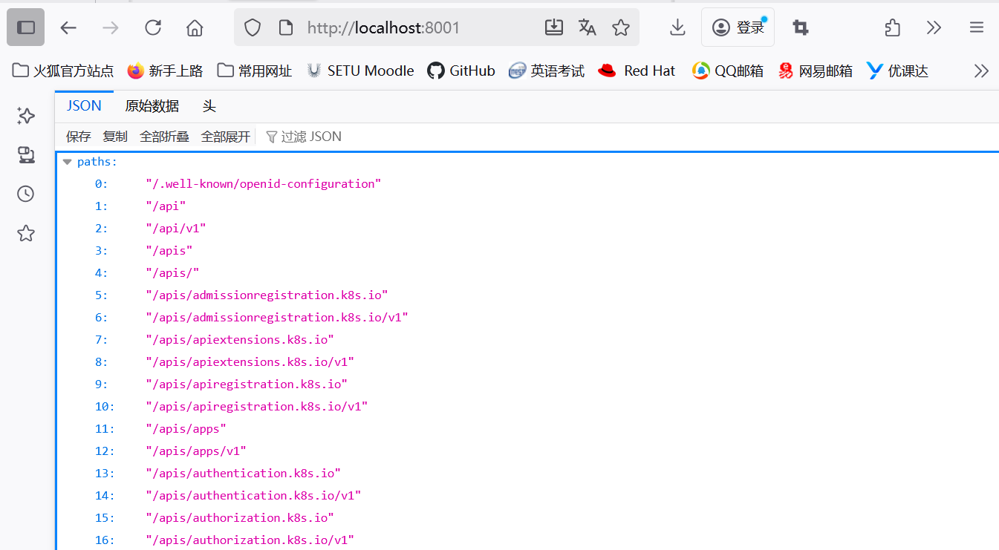 http://localhost:8001 登录
火狐官方站点 新手上路 常用网址 SETU Moodle GitHub 英语考试 Red Hat QQ邮箱 网易邮箱 优课达
JSON 原始数据 头
保存 复制 全部折叠 全部展开 过滤 JSON
paths:
0: "/.well-known/openid-configuration"
1: "/api"
2: "/api/v1"
3: "/apis"
4: "/apis/"
5: "/apis/admissionregistration.k8s.io"
6: "/apis/admissionregistration.k8s.io/v1"
7: "/apis/apiextensions.k8s.io"
8: "/apis/apiextensions.k8s.io/v1"
9: "/apis/apiregistration.k8s.io"
10: "/apis/apiregistration.k8s.io/v1"
11: "/apis/apps"
12: "/apis/apps/v1"
13: "/apis/authentication.k8s.io"
14: "/apis/authentication.k8s.io/v1"
15: "/apis/authorization.k8s.io"
16: "/apis/authorization.k8s.io/v1"